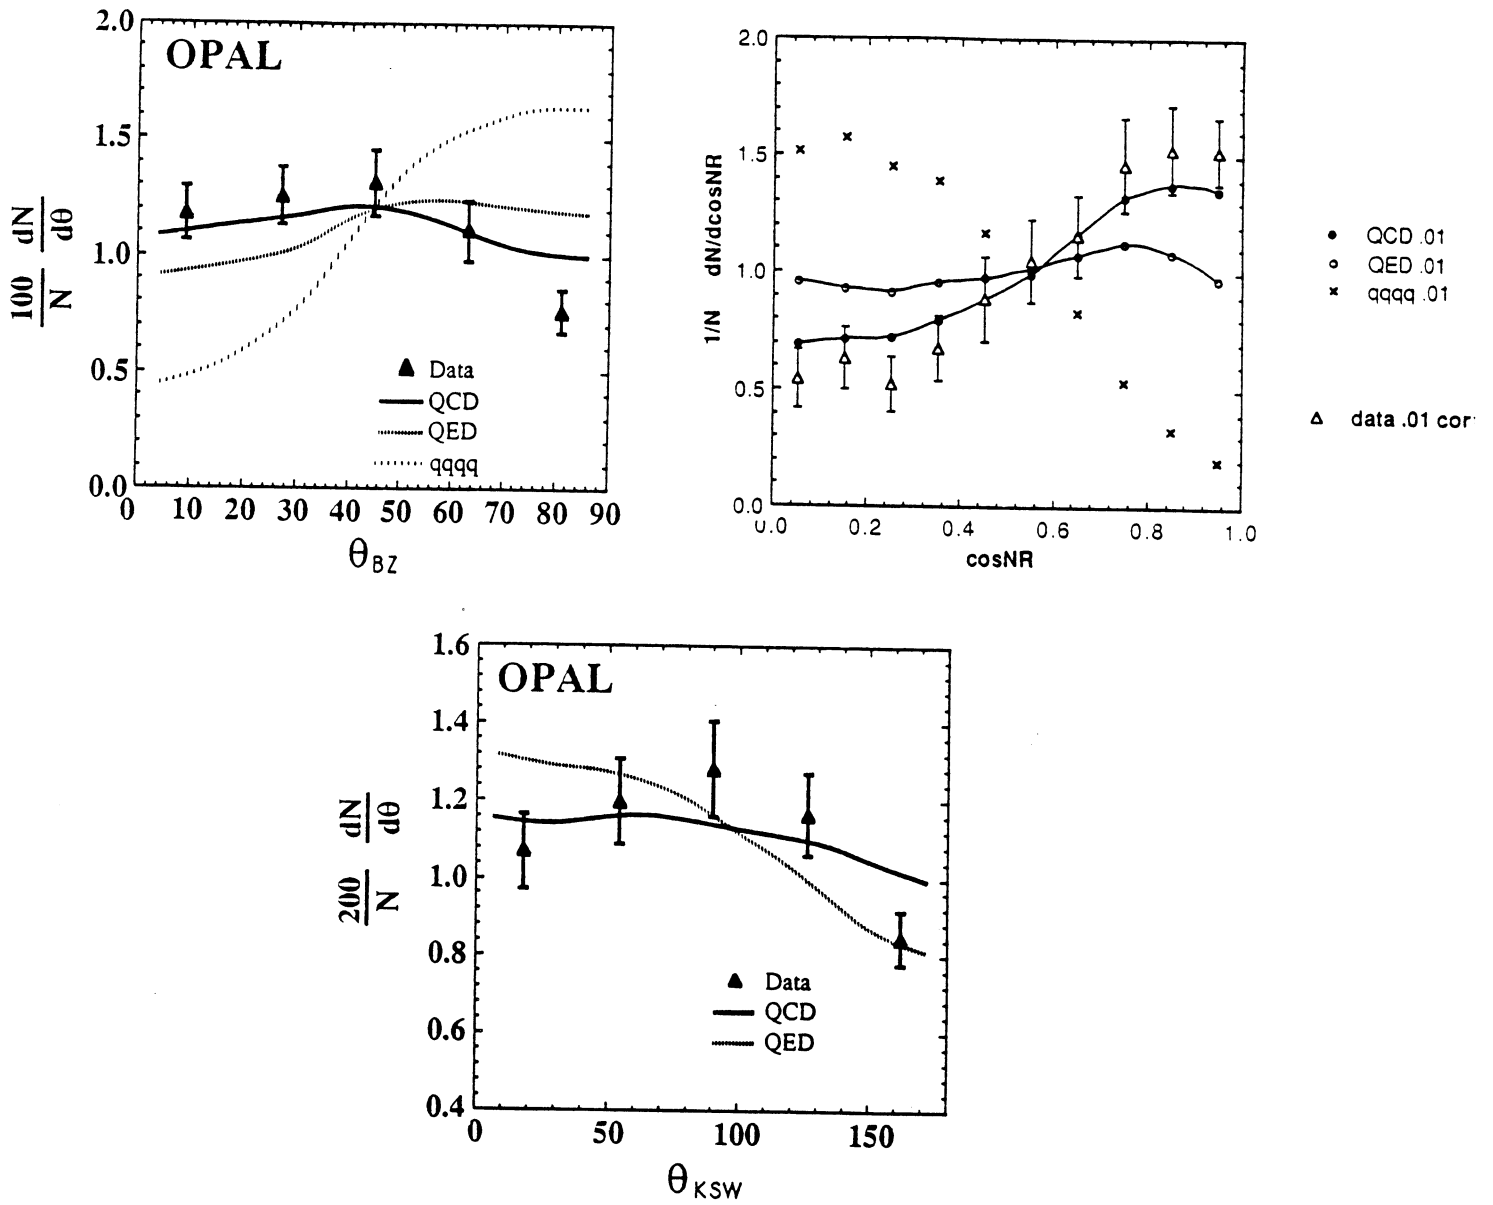 2.0
OPAL
1.5
1.0
0.5
0.0
100
N
dN
dθ
Data
QCD
QED
qqqq
0 10 20 30 40 50 60 70 80 90
θBZ
2.0
1.5
1.0
0.5
0.0
1/N dN/dcosNR
0.0 0.2 0.4 0.6 0.8 1.0
cosNR
QCD .01
QED .01
qqqq .01
data .01 cor
1.6
OPAL
1.4
1.2
1.0
0.8
0.6
0.4
200
N
dN
dθ
Data
QCD
QED
0 50 100 150
θKSW